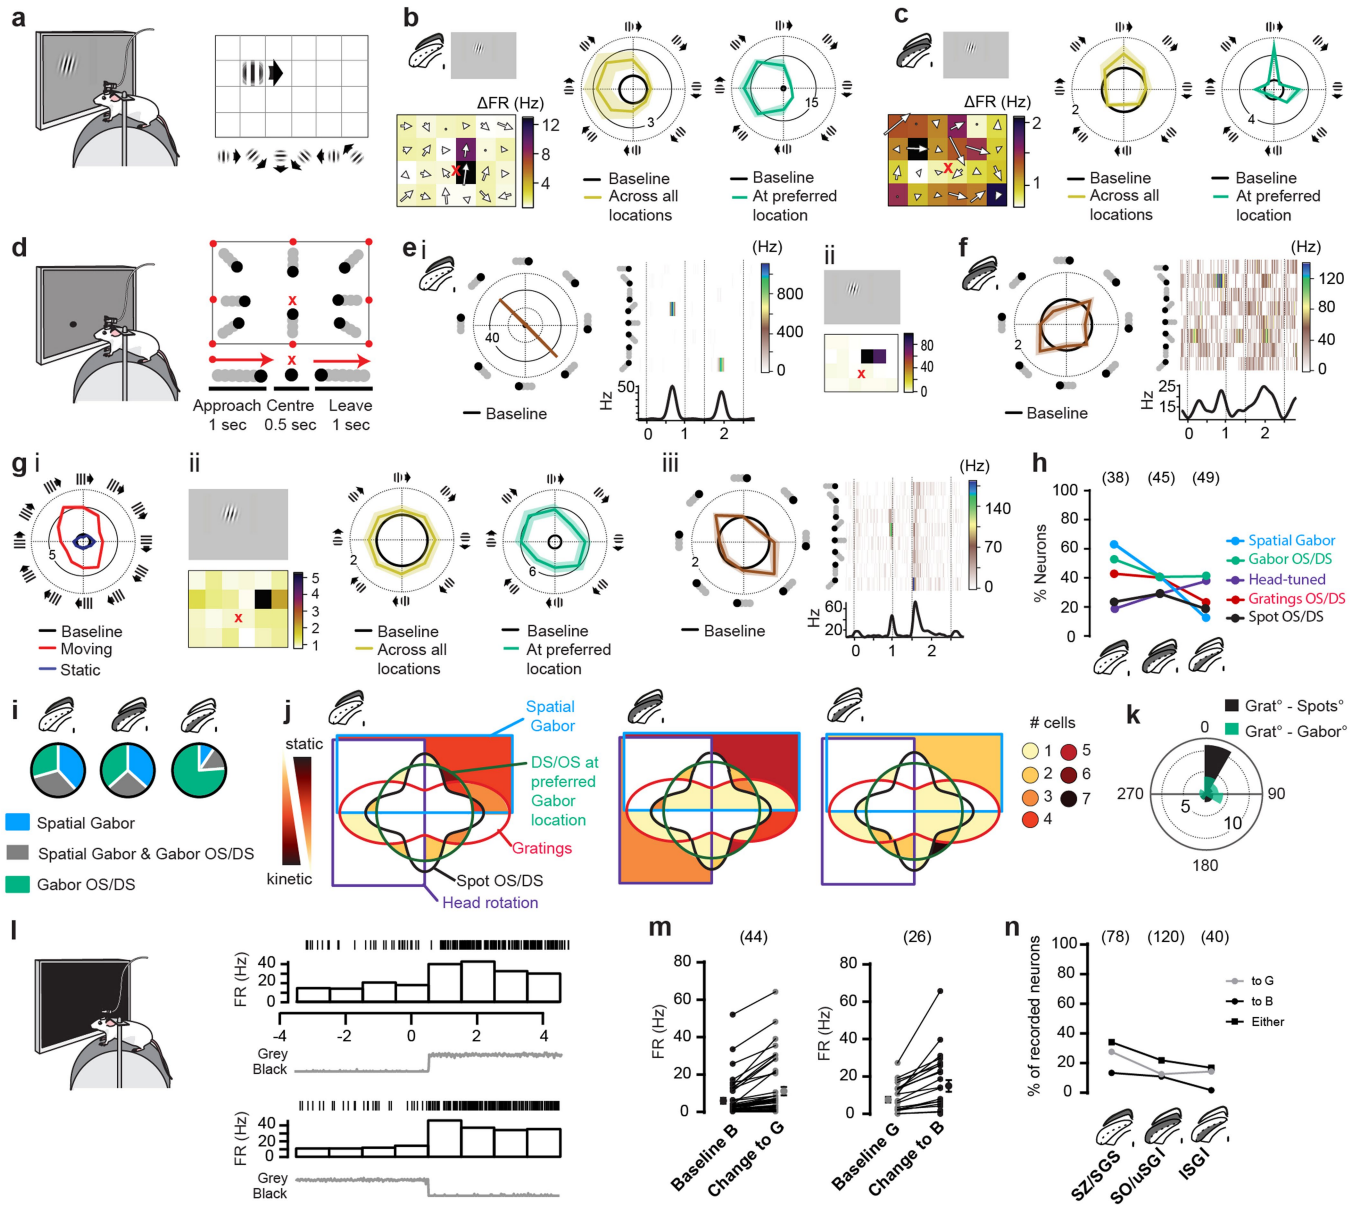 a
b
ΔFR (Hz)
12
8
4
x
3
15
Baseline
Across all
locations
Baseline
At preferred
location
c
ΔFR (Hz)
2
1
x
2
4
Baseline
Across all
locations
Baseline
At preferred
location
d
x
x
Approach Centre Leave
1 sec 0.5 sec 1 sec
e i
40
Baseline
(Hz)
800
400
0
50
Hz
0 1 2
ii
x
80
40
0
f
2
Baseline
(Hz)
120
80
40
0
25
15
Hz
0 1 2
g i
5
Baseline
Moving
Static
ii
x
5
4
3
2
1
2
6
Baseline
Across all
locations
Baseline
At preferred
location
iii
2
Baseline
(Hz)
140
70
0
60
20
Hz
0 1 2
h
(38) (45) (49)
100
80
60
40
20
0
% Neurons
Spatial Gabor
Gabor OS/DS
Head-tuned
Gratings OS/DS
Spot OS/DS
i
Spatial Gabor
Spatial Gabor & Gabor OS/DS
Gabor OS/DS
j
static
kinetic
Spatial
Gabor
DS/OS at
preferred
Gabor
location
Gratings
Spot OS/DS
Head rotation
# cells
1 5
2 6
3 7
4
k
Grat° - Spots°
Grat° - Gabor°
0
270 90
5 10
180
l
FR (Hz)
40
20
0
-4 -2 0 2 4
Grey
Black
FR (Hz)
40
20
0
Grey
Black
m
(44)
80
60
40
20
0
FR (Hz)
Baseline B
Change to G
(26)
80
60
40
20
0
FR (Hz)
Baseline G
Change to B
n
(78) (120) (40)
100
80
60
40
20
0
% of recorded neurons
to G
to B
Either
SZ/SGS
SO/uSGI
lSGI